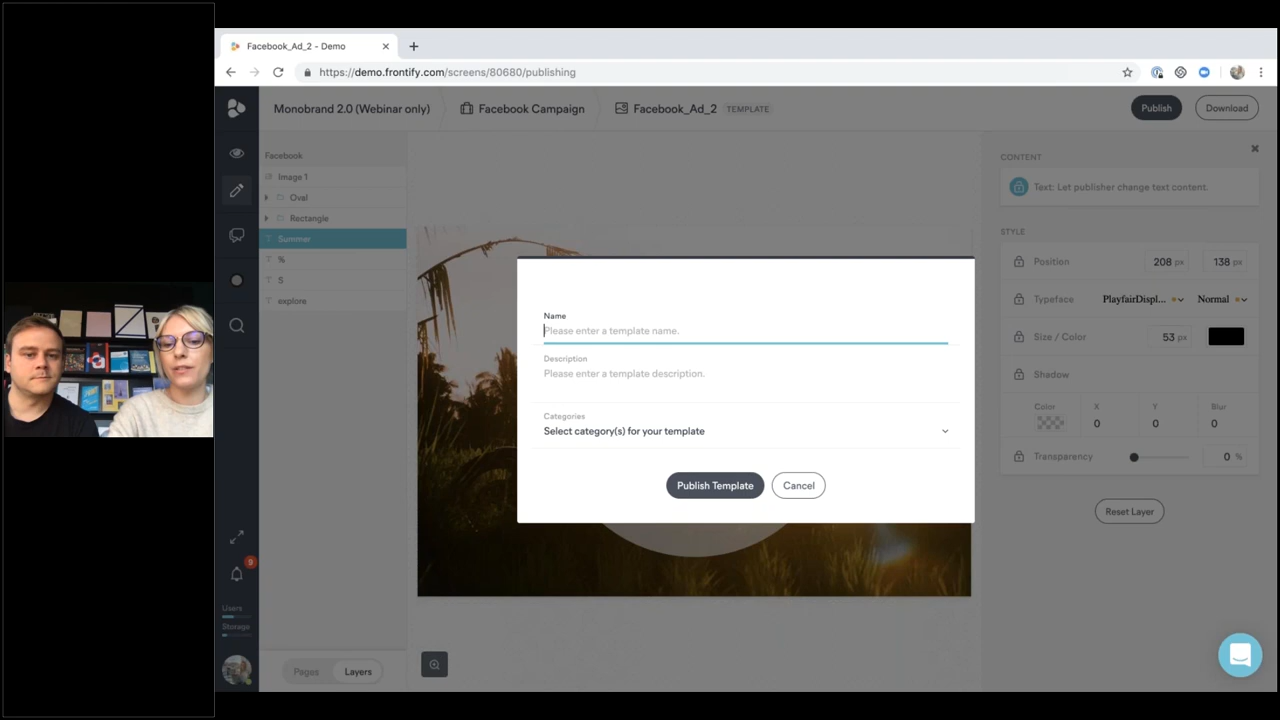 Facebook_Ad_2 - Demo
https://demo.frontify.com/screens/80680/publishing
Monobrand 2.0 (Webinar only)
Facebook Campaign
Facebook_Ad_2
TEMPLATE
Publish
Download
Facebook
Image 1
Oval
Rectangle
Summer
%
S
explore
Pages
Layers
9
Users
Storage
Name
Please enter a template name.
Description
Please enter a template description.
Categories
Select category(s) for your template
Publish Template
Cancel
CONTENT
Text: Let publisher change text content.
STYLE
Position 208 px 138 px
Typeface PlayfairDispl... Normal
Size / Color 53 px
Shadow
Color X Y Blur
0 0 0
Transparency 0 %
Reset Layer